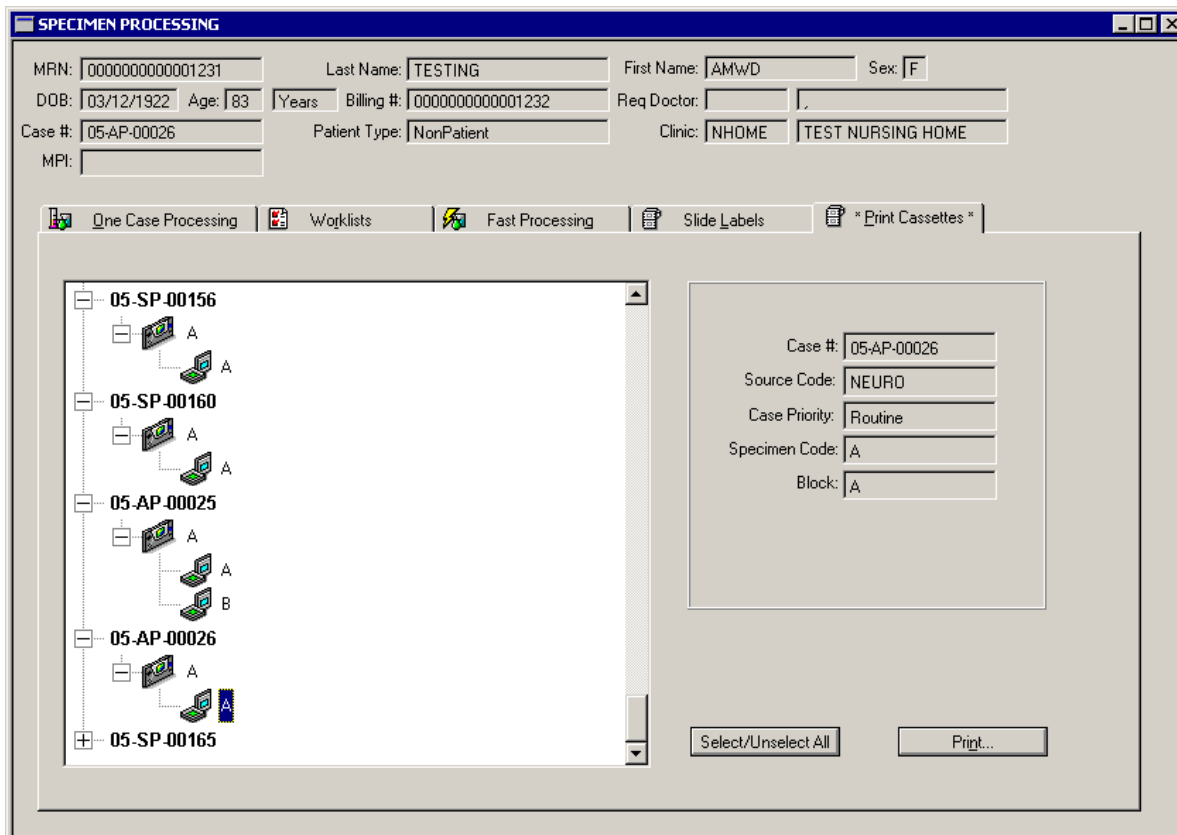 SPECIMEN PROCESSING
MRN: 0000000000001231 Last Name: TESTING First Name: AMWD Sex: F
DOB: 03/12/1922 Age: 83 Years Billing #: 0000000000001232 Req Doctor: ,
Case #: 05-AP-00026 Patient Type: NonPatient Clinic: NHOME TEST NURSING HOME
MPI:
One Case Processing Worklists Fast Processing Slide Labels * Print Cassettes *
05-SP-00156
A
A
05-SP-00160
A
A
05-AP-00025
A
A
B
05-AP-00026
A
A
05-SP-00165
Case #: 05-AP-00026
Source Code: NEURO
Case Priority: Routine
Specimen Code: A
Block: A
Select/Unselect All Print...